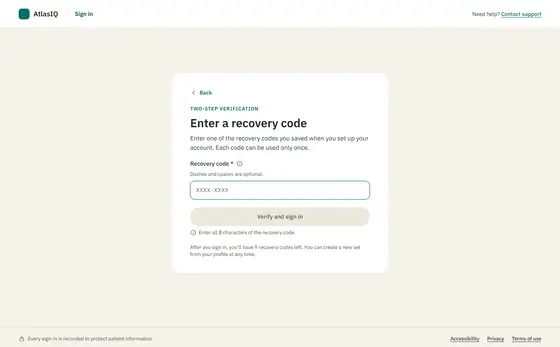 AtlasIQ
Sign in
Need help? Contact support
Back
TWO-STEP VERIFICATION
Enter a recovery code
Enter one of the recovery codes you saved when you set up your
account. Each code can be used only once.
Recovery code *
Dashes and spaces are optional.
XXXX-XXXX
Verify and sign in
Enter all 8 characters of the recovery code.
After you sign in, you'll have 9 recovery codes left. You can create a new set
from your profile at any time.
Every sign-in is recorded to protect patient information.
Accessibility
Privacy
Terms of use